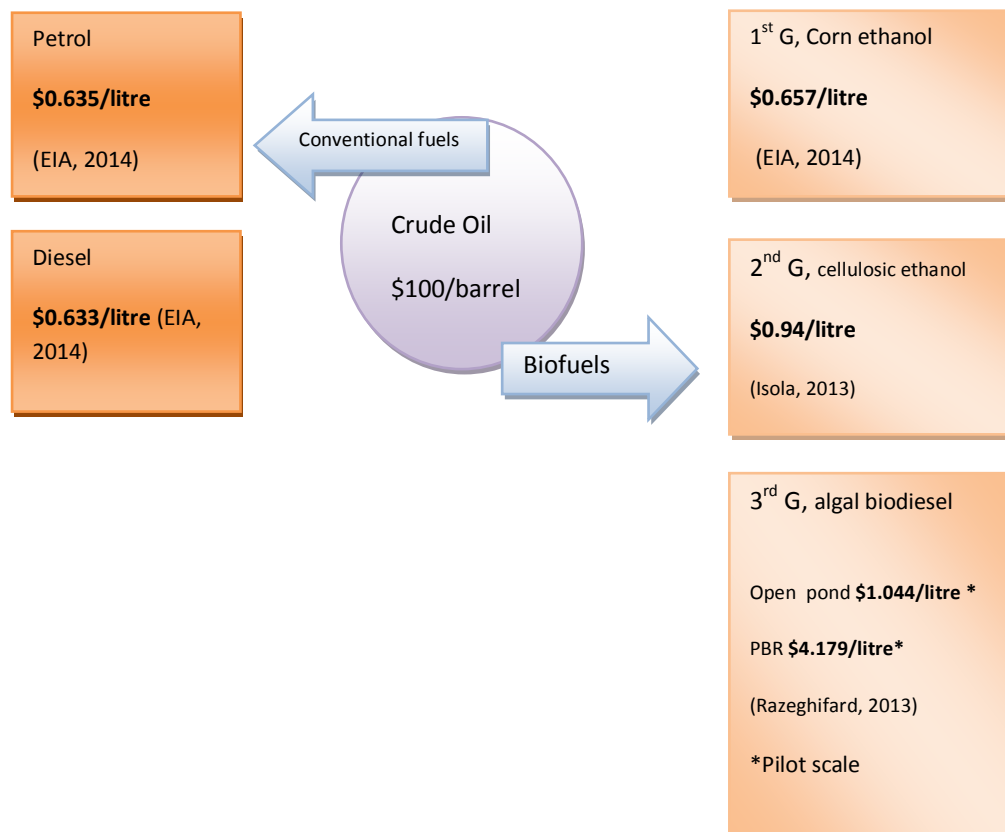 Petrol
$0.635/litre
(EIA, 2014)
Diesel
$0.633/litre (EIA,
2014)
Conventional fuels
Crude Oil
$100/barrel
Biofuels
1st G, Corn ethanol
$0.657/litre
(EIA, 2014)
2nd G, cellulosic ethanol
$0.94/litre
(Isola, 2013)
3rd G, algal biodiesel
Open pond $1.044/litre *
PBR $4.179/litre*
(Razeghifard, 2013)
*Pilot scale